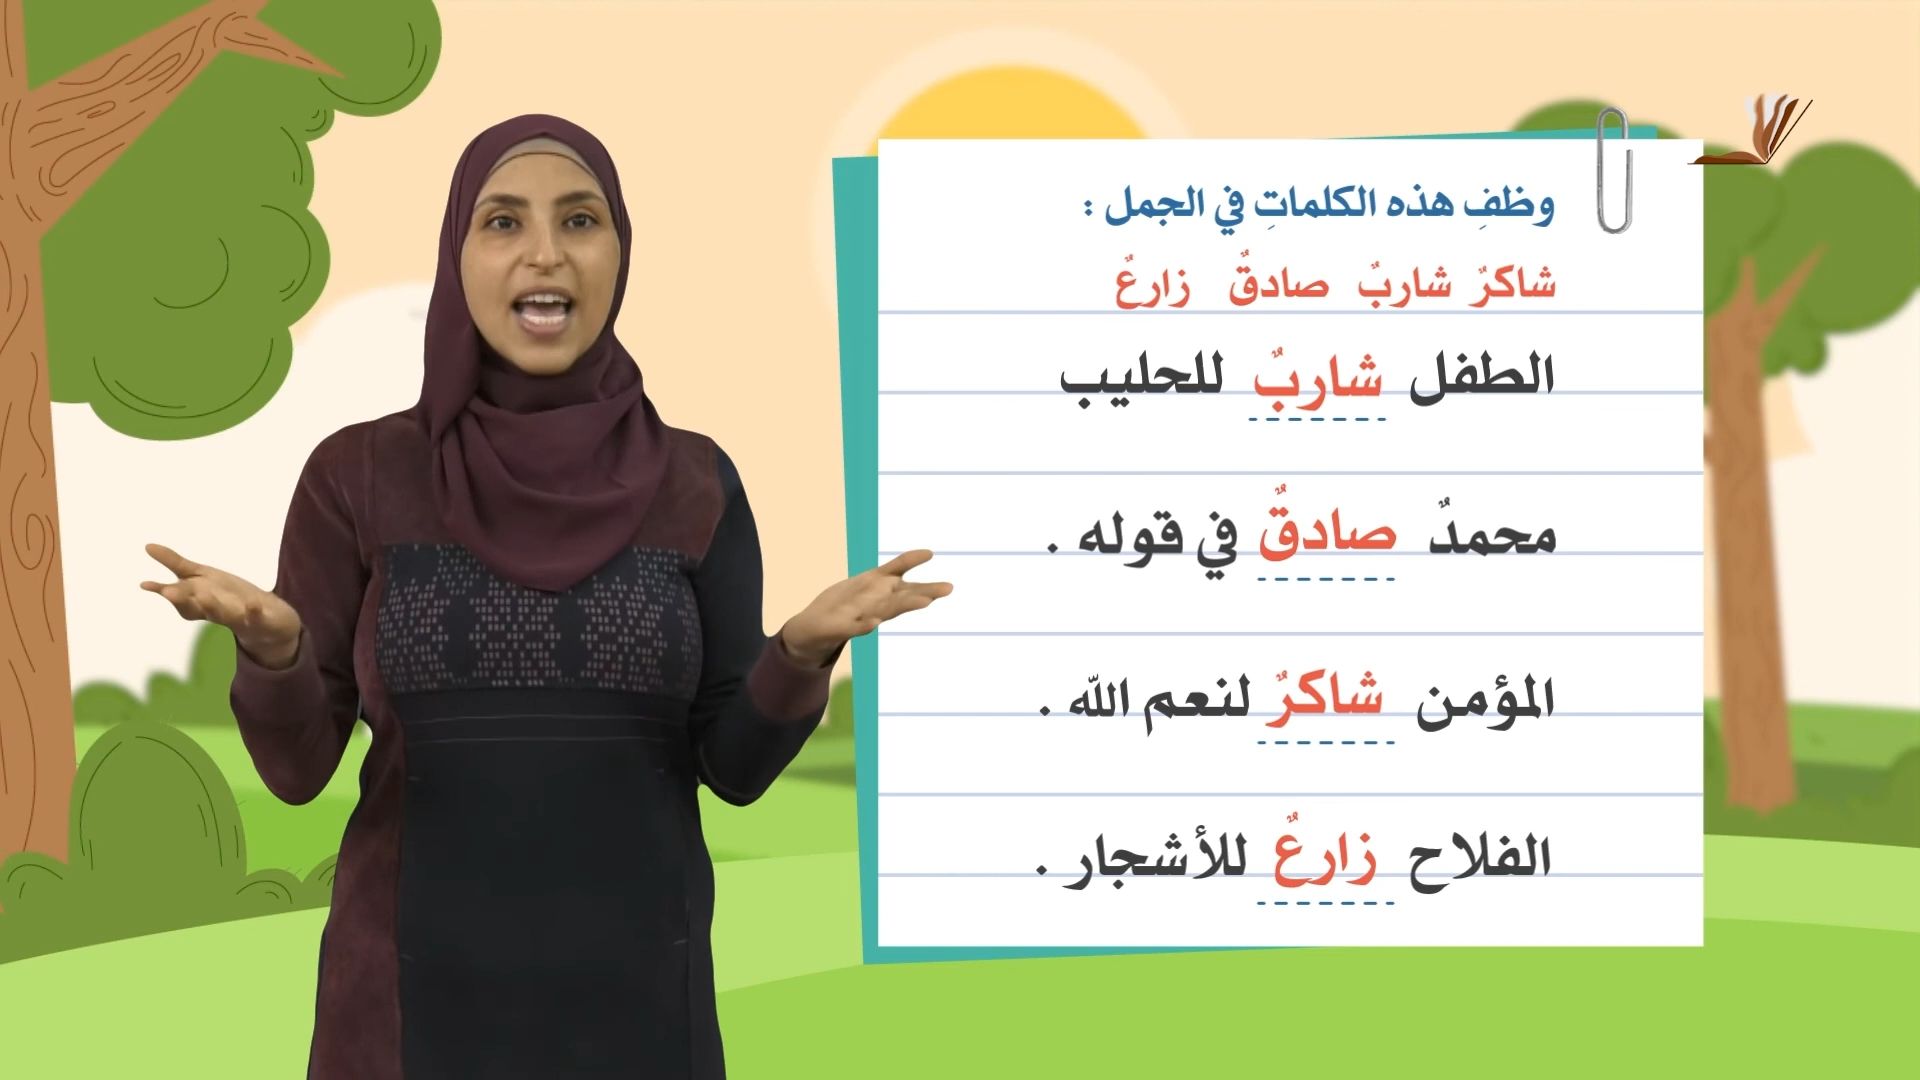 وظفِ هذه الكلماتِ في الجمل :
شاكرٌ شاربٌ صادقٌ زارعٌ
الطفل شاربٌ للحليب
محمدٌ صادقٌ في قوله .
المؤمن شاكرٌ لنعم الله .
الفلاح زارعٌ للأشجار .